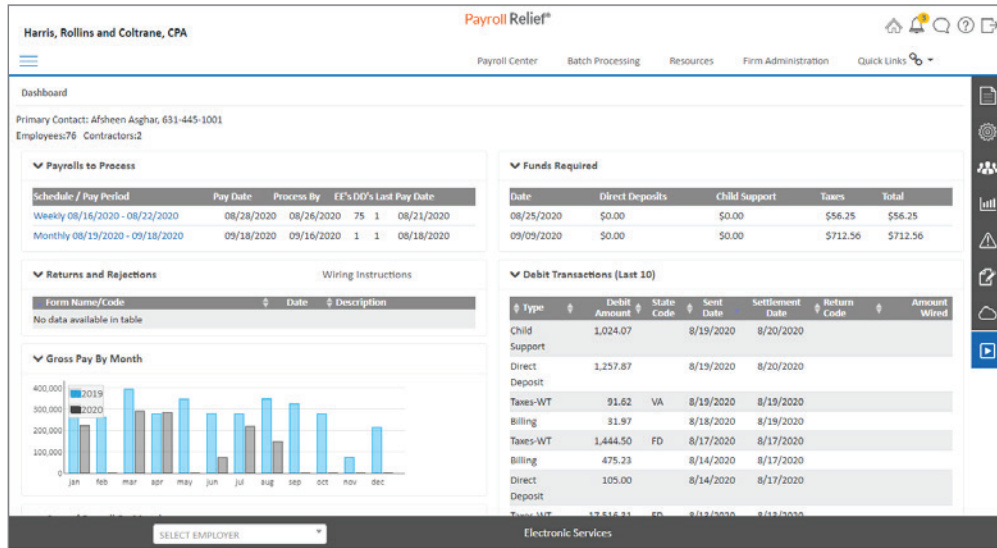 Harris, Rollins and Coltrane, CPA
Payroll Relief®
3
Payroll Center Batch Processing Resources Firm Administration Quick Links
Dashboard
Primary Contact: Afsheen Asghar, 631-445-1001
Employees:76 Contractors:2
Payrolls to Process
Schedule / Pay Period Pay Date Process By EE's DD's Last Pay Date
Weekly 08/16/2020 - 08/22/2020 08/28/2020 08/26/2020 75 1 08/21/2020
Monthly 08/19/2020 - 09/18/2020 09/18/2020 09/16/2020 1 1 08/18/2020
Returns and Rejections Wiring Instructions
Form Name/Code Date Description
No data available in table
Gross Pay By Month
400,000
300,000
200,000
100,000
0
2019
2020
jan feb mar apr may jun jul aug sep oct nov dec
Funds Required
Date Direct Deposits Child Support Taxes Total
08/25/2020 $0.00 $0.00 $56.25 $56.25
09/09/2020 $0.00 $0.00 $712.56 $712.56
Debit Transactions (Last 10)
Type Debit Amount State Code Sent Date Settlement Date Return Code Amount Wired
Child Support 1,024.07 8/19/2020 8/20/2020
Direct Deposit 1,257.87 8/19/2020 8/20/2020
Taxes-WT 91.62 VA 8/19/2020 8/19/2020
Billing 31.97 8/18/2020 8/19/2020
Taxes-WT 1,444.50 FD 8/17/2020 8/17/2020
Billing 475.23 8/14/2020 8/17/2020
Direct Deposit 105.00 8/14/2020 8/17/2020
SELECT EMPLOYER
Electronic Services